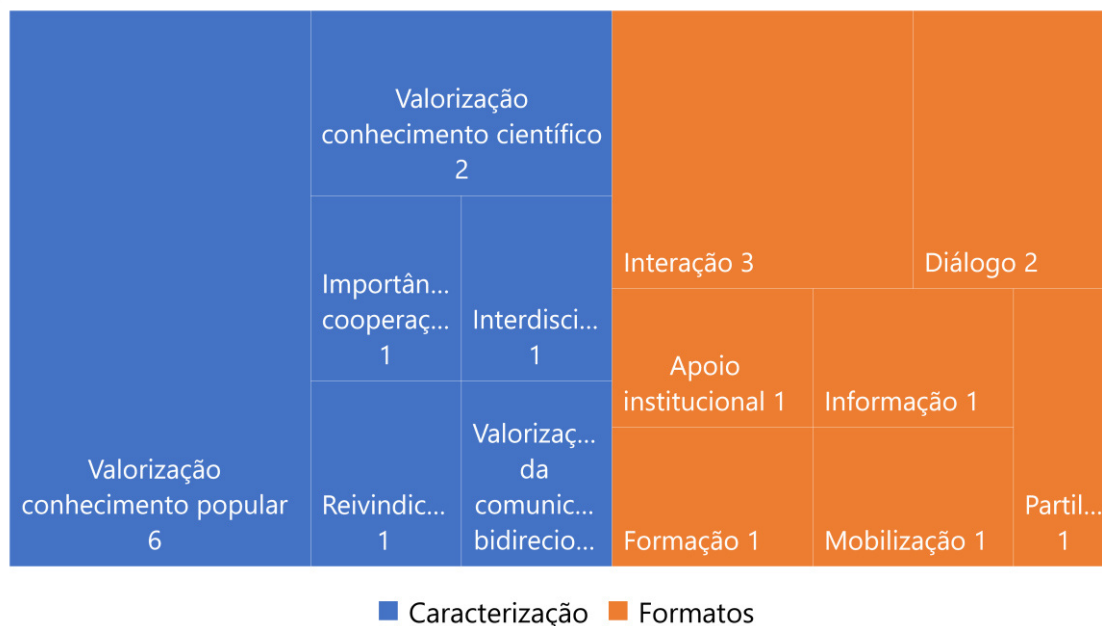 Valorização
conhecimento popular
6
Valorização
conhecimento científico
2
Importân...
cooperaç...
1
Interdisci...
1
Reivindic...
1
Valorizaç...
da
comunic...
bidirecio...
Interação 3
Diálogo 2
Apoio
institucional 1
Informação 1
Formação 1
Mobilização 1
Partil...
1
Caracterização
Formatos